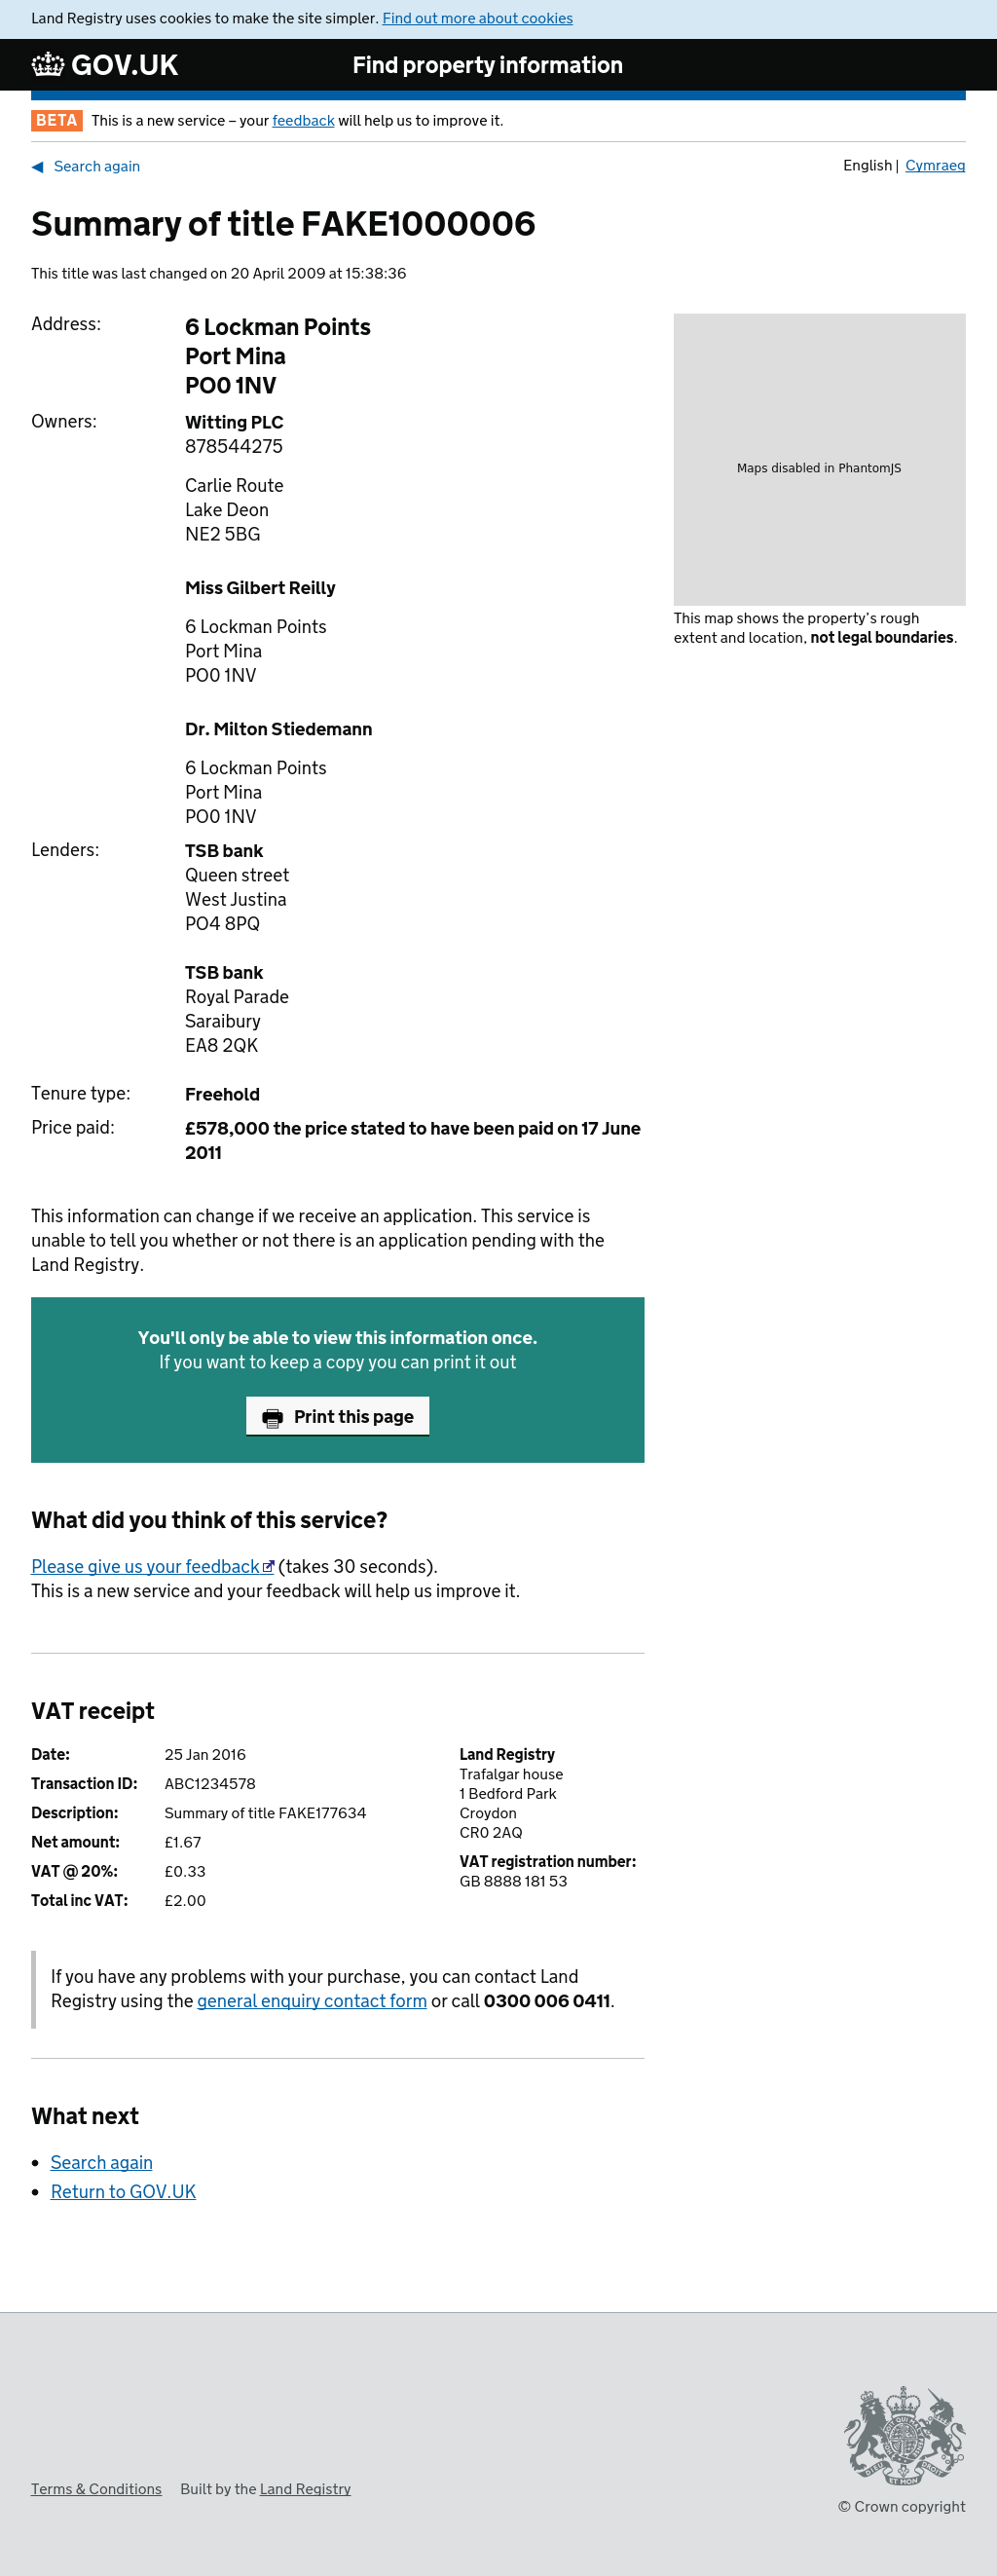 Land Registry uses cookies to make the site simpler. Find out more about cookies
GOV.UK
Find property information
BETA This is a new service – your feedback will help us to improve it.
Search again
English | Cymraeg
Summary of title FAKE1000006
This title was last changed on 20 April 2009 at 15:38:36
Address:
6 Lockman Points
Port Mina
PO0 1NV
Owners:
Witting PLC
878544275
Carlie Route
Lake Deon
NE2 5BG
Miss Gilbert Reilly
6 Lockman Points
Port Mina
PO0 1NV
Dr. Milton Stiedemann
6 Lockman Points
Port Mina
PO0 1NV
Lenders:
TSB bank
Queen street
West Justina
PO4 8PQ
TSB bank
Royal Parade
Saraibury
EA8 2QK
Tenure type:
Freehold
Price paid:
£578,000 the price stated to have been paid on 17 June
2011
Maps disabled in PhantomJS
This map shows the property's rough
extent and location, not legal boundaries.
This information can change if we receive an application. This service is
unable to tell you whether or not there is an application pending with the
Land Registry.
You'll only be able to view this information once.
If you want to keep a copy you can print it out
Print this page
What did you think of this service?
Please give us your feedback (takes 30 seconds).
This is a new service and your feedback will help us improve it.
VAT receipt
Date: 25 Jan 2016
Transaction ID: ABC1234578
Description: Summary of title FAKE177634
Net amount: £1.67
VAT @ 20%: £0.33
Total inc VAT: £2.00
Land Registry
Trafalgar house
1 Bedford Park
Croydon
CR0 2AQ
VAT registration number:
GB 8888 181 53
If you have any problems with your purchase, you can contact Land
Registry using the general enquiry contact form or call 0300 006 0411.
What next
Search again
Return to GOV.UK
DIEU ET MON DROIT
Terms & Conditions
Built by the Land Registry
© Crown copyright